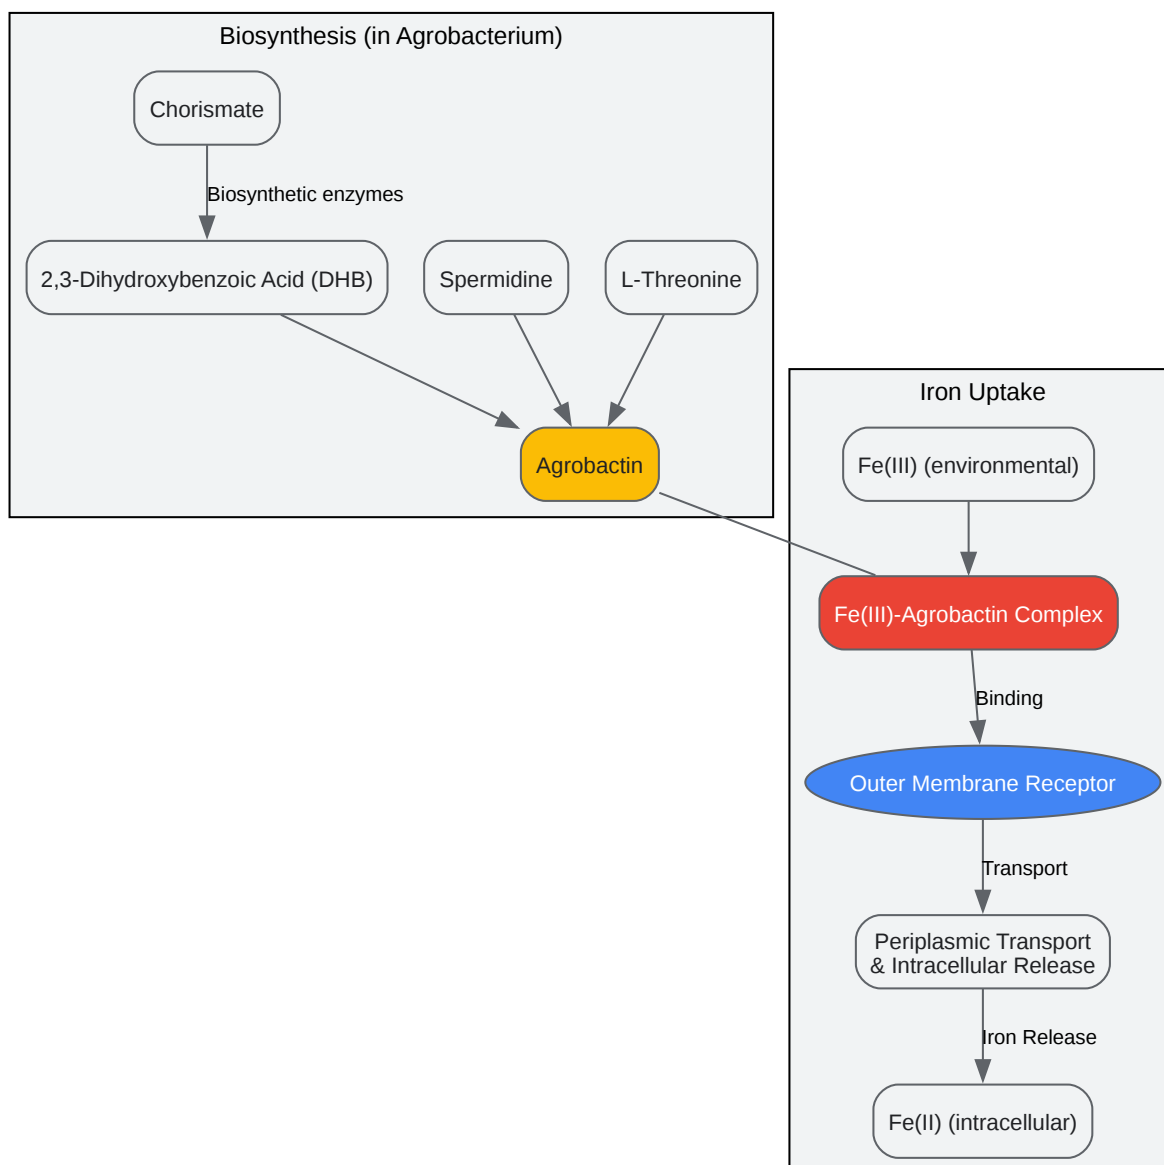 Biosynthesis (in Agrobacterium)
Chorismate
Biosynthetic enzymes
2,3-Dihydroxybenzoic Acid (DHB)
Spermidine
L-Threonine
Agrobactin
Iron Uptake
Fe(III) (environmental)
Fe(III)-Agrobactin Complex
Binding
Outer Membrane Receptor
Transport
Periplasmic Transport
& Intracellular Release
Iron Release
Fe(II) (intracellular)